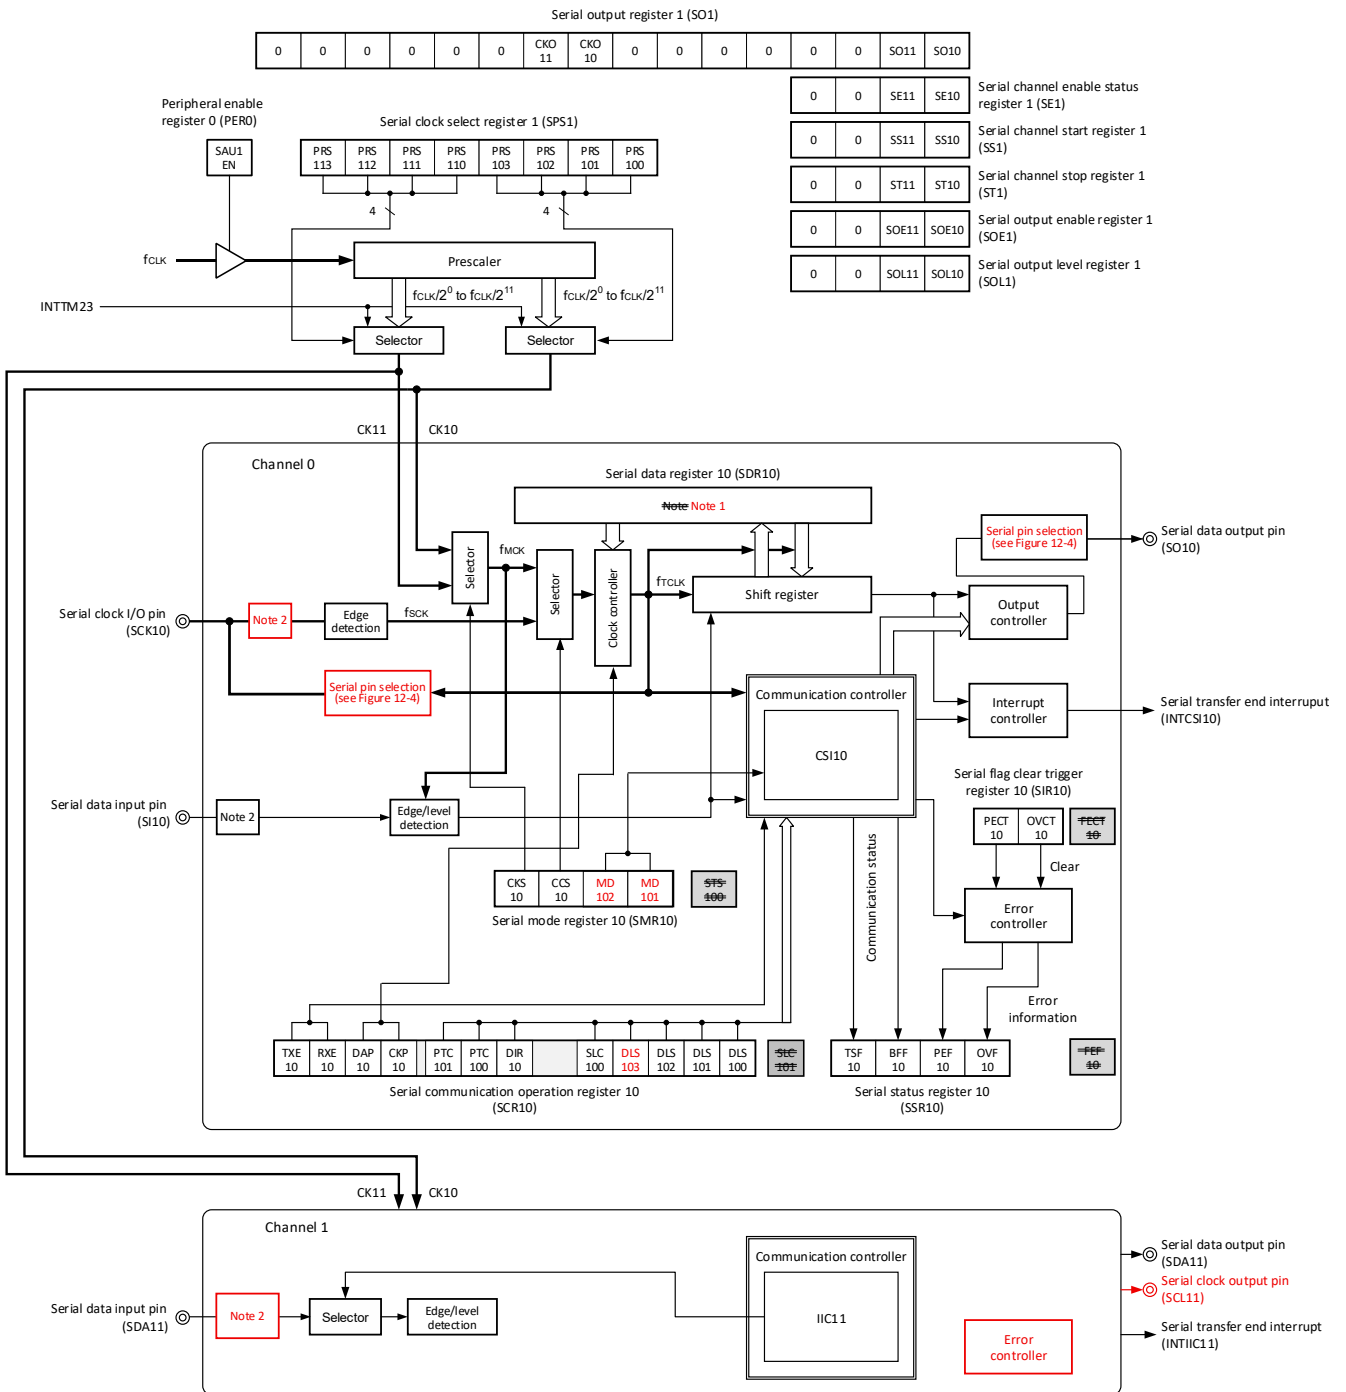 Serial output register 1 (SO1)
0 0 0 0 0 0 CKO 11 CKO 10 0 0 0 0 0 0 SO11 SO10
0 0 SE11 SE10
Serial channel enable status
register 1 (SE1)
Peripheral enable
register 0 (PER0)
SAU1
EN
Serial clock select register 1 (SPS1)
PRS 113 PRS 112 PRS 111 PRS 110 PRS 103 PRS 102 PRS 101 PRS 100
0 0 SS11 SS10
Serial channel start register 1
(SS1)
0 0 ST11 ST10
Serial channel stop register 1
(ST1)
4
4
0 0 SOE11 SOE10
Serial output enable register 1
(SOE1)
0 0 SOL11 SOL10
Serial output level register 1
(SOL1)
fCLK
Prescaler
INTTM23
fCLK/2⁰ to fCLK/2¹¹
fCLK/2⁰ to fCLK/2¹¹
Selector
Selector
CK11
CK10
Channel 0
Serial data register 10 (SDR10)
Note Note 1
Selector
fMCK
Selector
Clock controller
fTCLK
Shift register
Serial pin selection
(see Figure 12-4)
Serial data output pin
(SO10)
Output
controller
Serial clock I/O pin
(SCK10)
Note 2
Edge
detection
fSCK
Serial pin selection
(see Figure 12-4)
Communication controller
CSI10
Interrupt
controller
Serial transfer end interruput
(INTCSI10)
Serial flag clear trigger
register 10 (SIR10)
PECT 10 OVCT 10
FECT
10
Clear
Serial data input pin
(SI10)
Note 2
Edge/level
detection
CKS 10 CCS 10 MD 102 MD 101
STS
100
Serial mode register 10 (SMR10)
Communication status
Error
controller
Error
information
TXE 10 RXE 10 DAP 10 CKP 10 PTC 101 PTC 100 DIR 10 SLC 100 DLS 103 DLS 102 DLS 101 DLS 100
SLC
101
Serial communication operation register 10
(SCR10)
TSF 10 BFF 10 PEF 10 OVF 10
FEF
10
Serial status register 10
(SSR10)
CK11
CK10
Channel 1
Communication controller
IIC11
Serial data input pin
(SDA11)
Note 2
Selector
Edge/level
detection
Error
controller
Serial data output pin
(SDA11)
Serial clock output pin
(SCL11)
Serial transfer end interrupt
(INTIIC11)